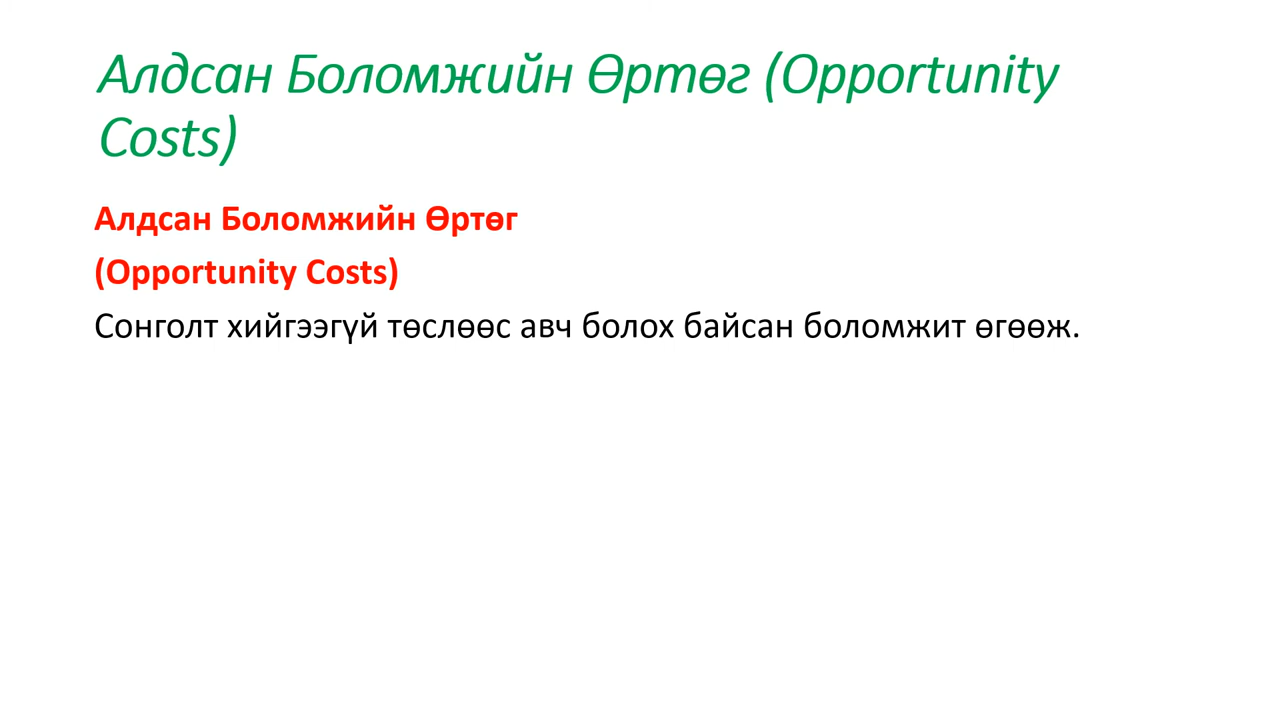 Алдсан Боломжийн Өртөг (Opportunity
Costs)
Алдсан Боломжийн Өртөг
(Opportunity Costs)
Сонголт хийгээгүй төслөөс авч болох байсан боломжит өгөөж.